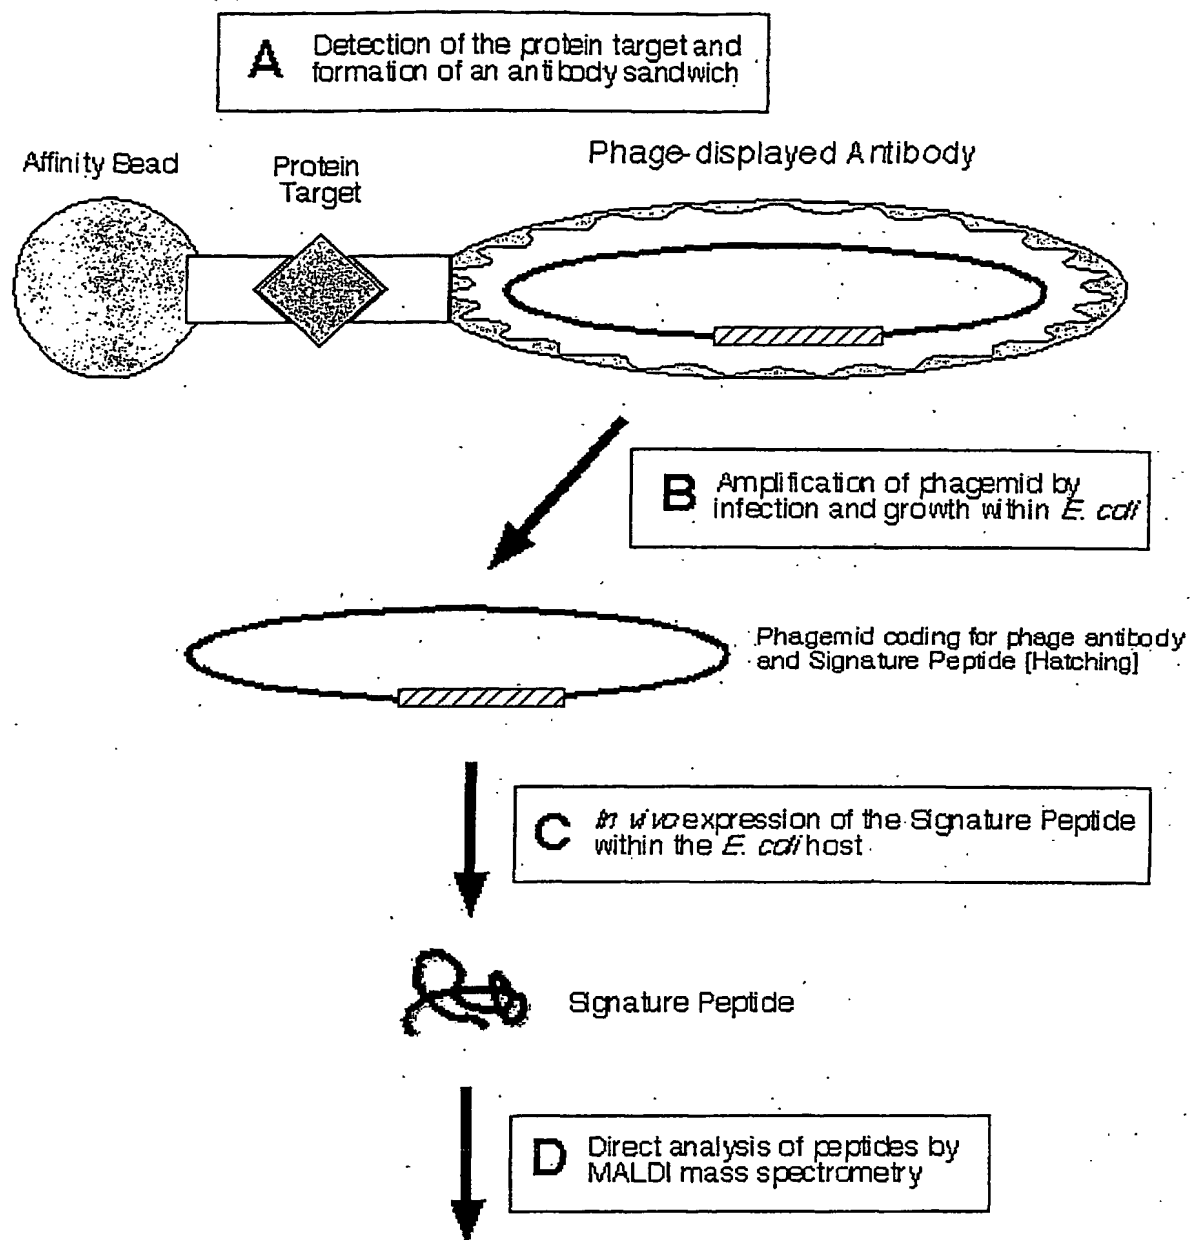 A Detection of the protein target and
formation of an antibody sandwich
Affinity Bead
Protein
Target
Phage-displayed Antibody
B Amplification of phagemid by
infection and growth within E. coli
Phagemid coding for phage antibody
and Signature Peptide [Hatching]
C In vivo expression of the Signature Peptide
within the E. coli host
Signature Peptide
D Direct analysis of peptides by
MALDI mass spectrometry